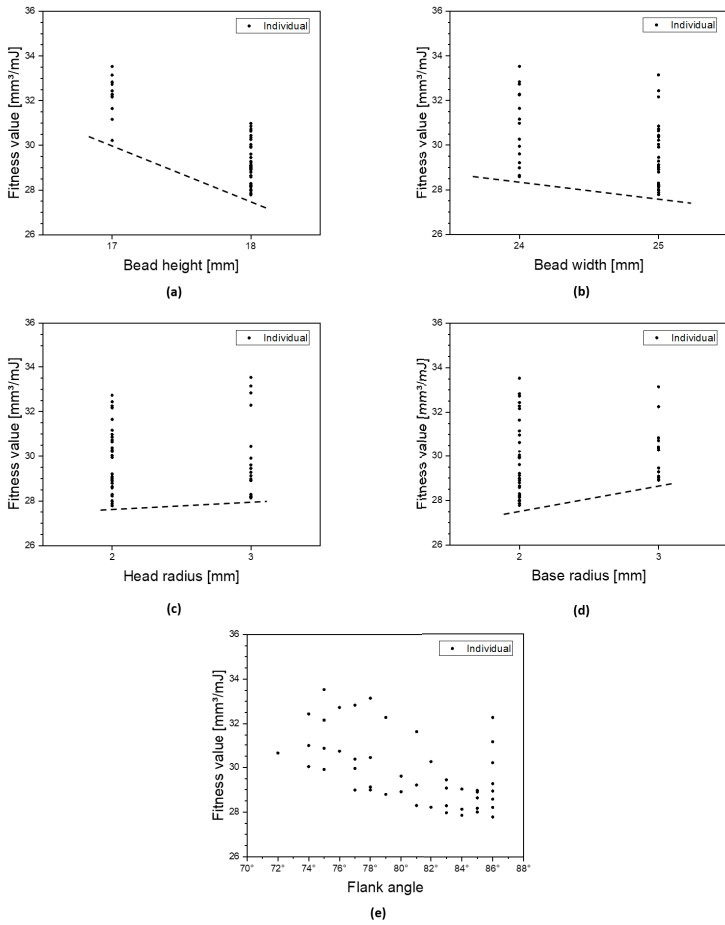 36
34
32
30
28
26
Fitness value [mm³/mJ]
Individual
17
18
Bead height [mm]
(a)
36
34
32
30
28
26
Fitness value [mm³/mJ]
Individual
24
25
Bead width [mm]
(b)
36
34
32
30
28
26
Fitness value [mm³/mJ]
Individual
2
3
Head radius [mm]
(c)
36
34
32
30
28
26
Fitness value [mm³/mJ]
Individual
2
3
Base radius [mm]
(d)
36
34
32
30
28
26
Fitness value [mm³/mJ]
Individual
70° 72° 74° 76° 78° 80° 82° 84° 86° 88°
Flank angle
(e)